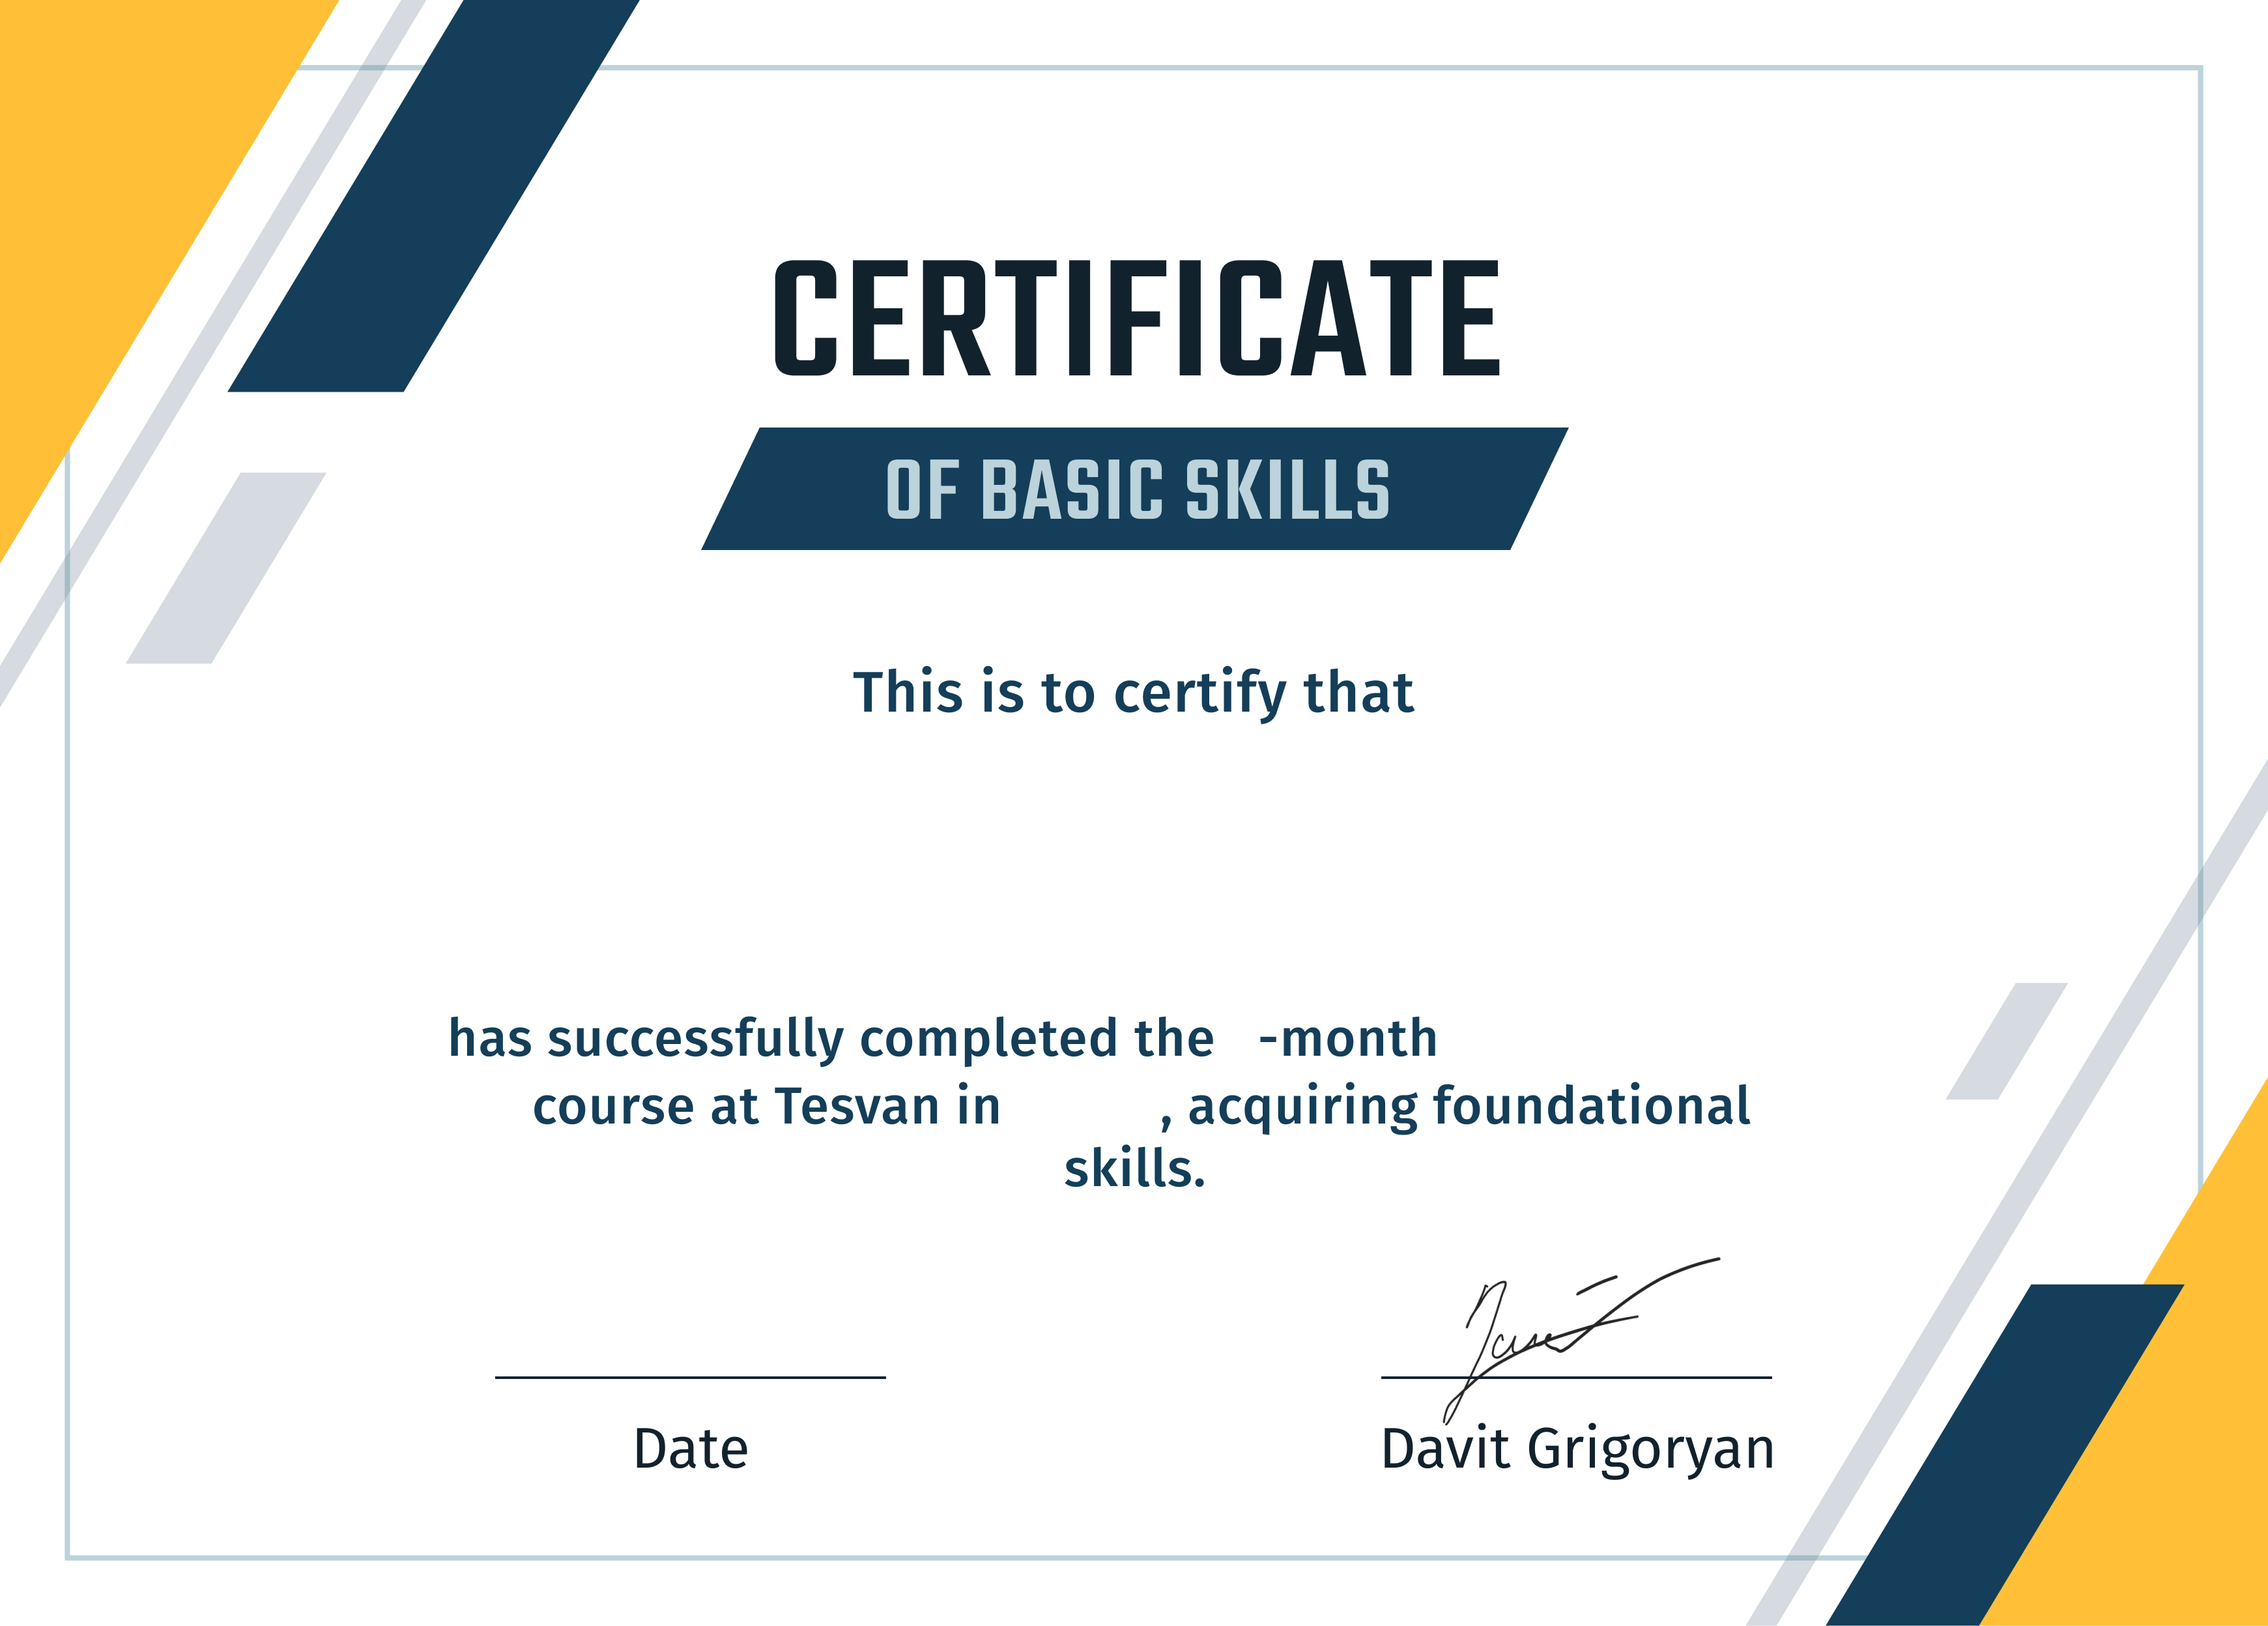 CERTIFICATE
OF BASIC SKILLS
This is to certify that
has successfully completed the -month
course at Tesvan in , acquiring foundational
skills.
Date
Davit Grigoryan